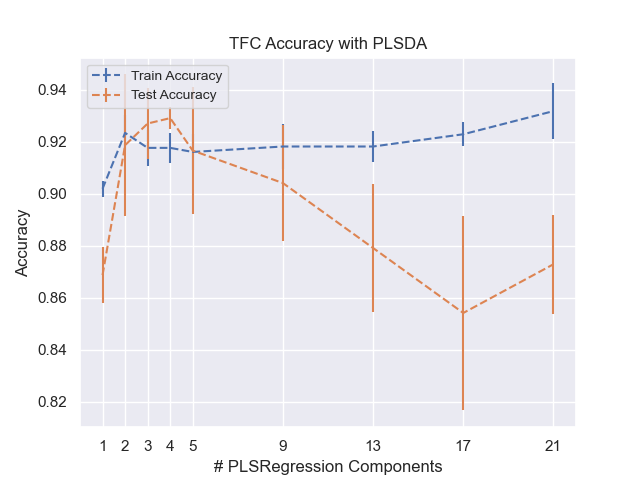 TFC Accuracy with PLSDA
Train Accuracy
Test Accuracy
0.94
0.92
0.90
0.88
0.86
0.84
0.82
Accuracy
1 2 3 4 5 9 13 17 21
# PLSRegression Components